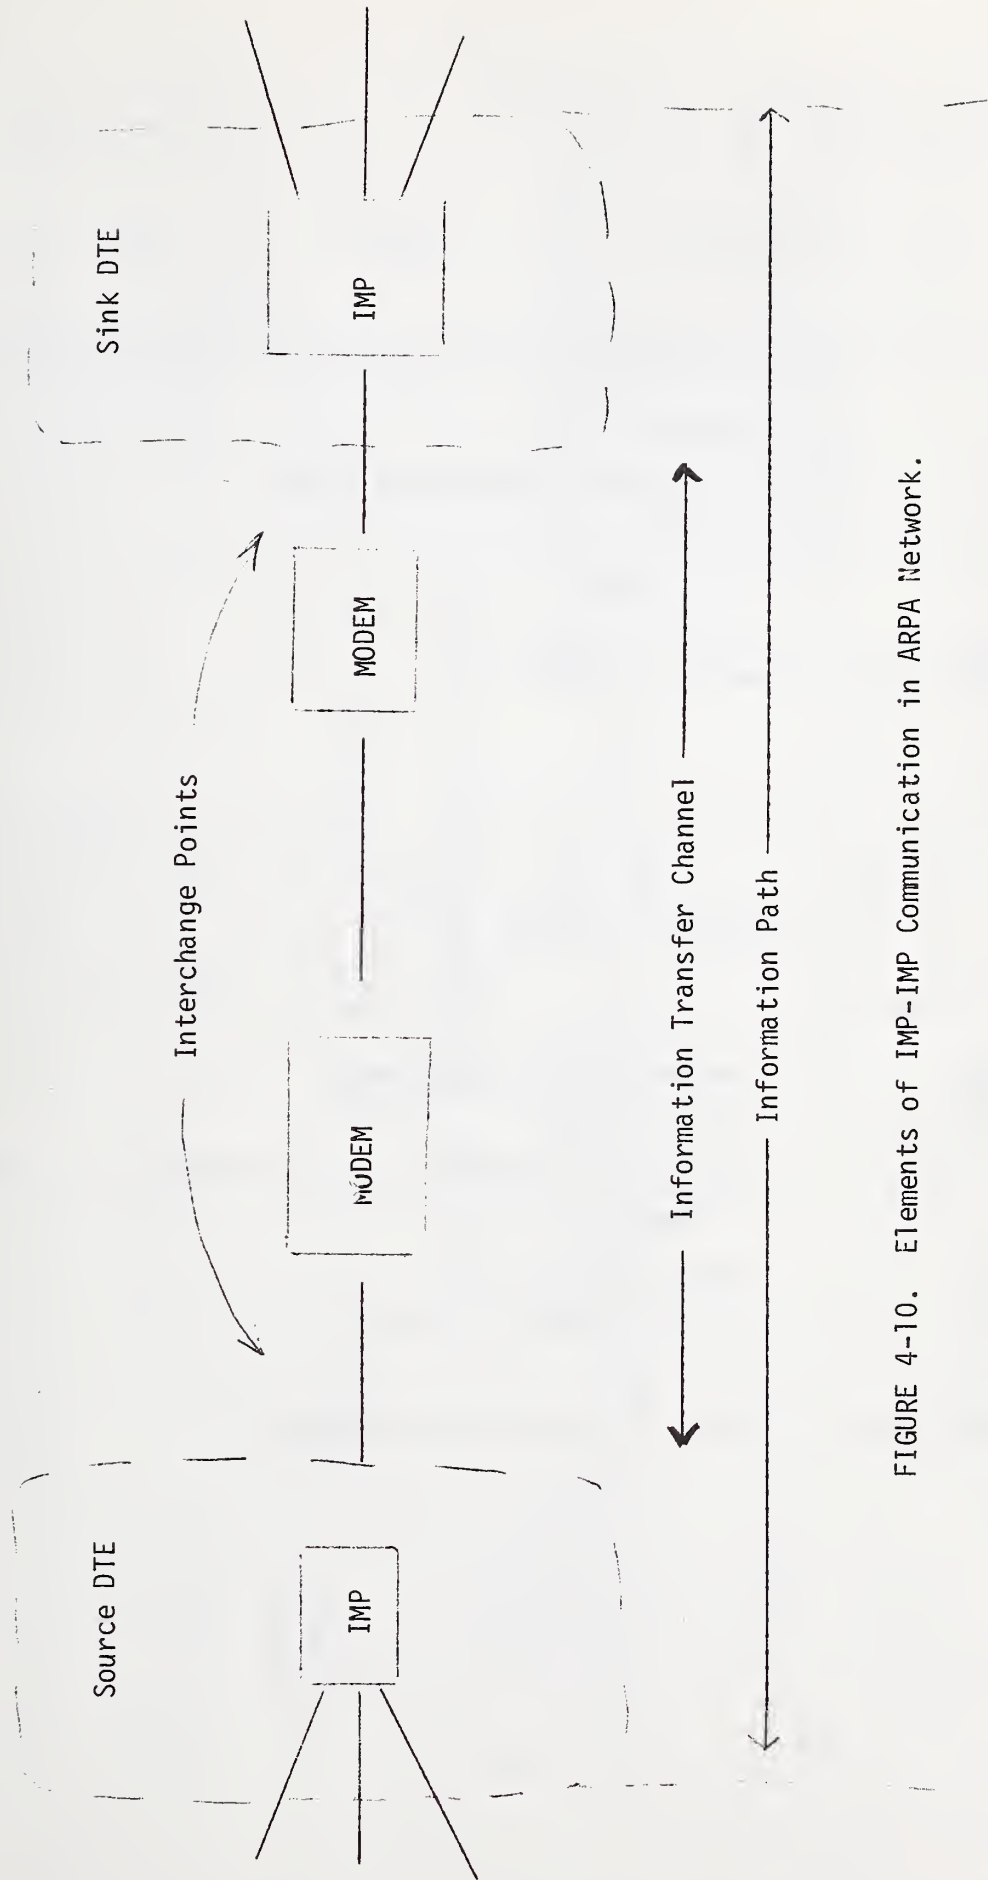 Source DTE
Sink DTE
Interchange Points
IMP
MODEM
MODEM
IMP
Information Transfer Channel
Information Path
FIGURE 4-10. Elements of IMP-IMP Communication in ARPA Network.